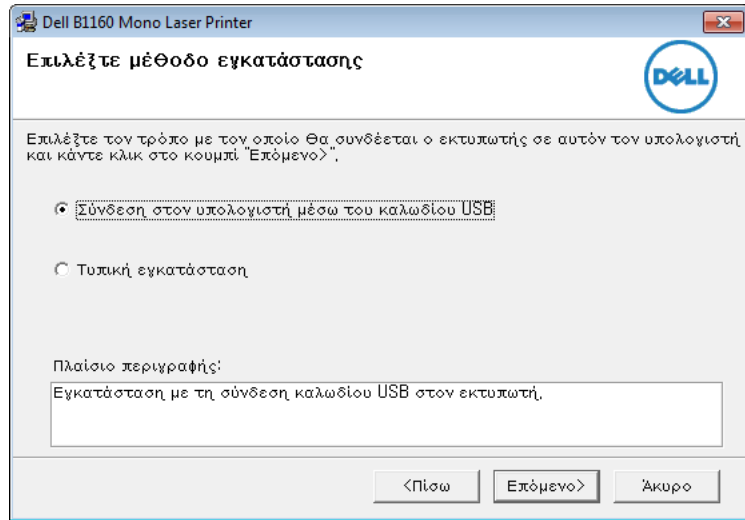 Dell B1160 Mono Laser Printer
Επιλέξτε μέθοδο εγκατάστασης
DELL
Επιλέξτε τον τρόπο με τον οποίο θα συνδέεται ο εκτυπωτής σε αυτόν τον υπολογιστή
και κάντε κλικ στο κουμπί "Επόμενο>".
Σύνδεση στον υπολογιστή μέσω του καλωδίου USB
Τυπική εγκατάσταση
Πλαίσιο περιγραφής:
Εγκατάσταση με τη σύνδεση καλωδίου USB στον εκτυπωτή.
<Πίσω
Επόμενο>
Άκυρο